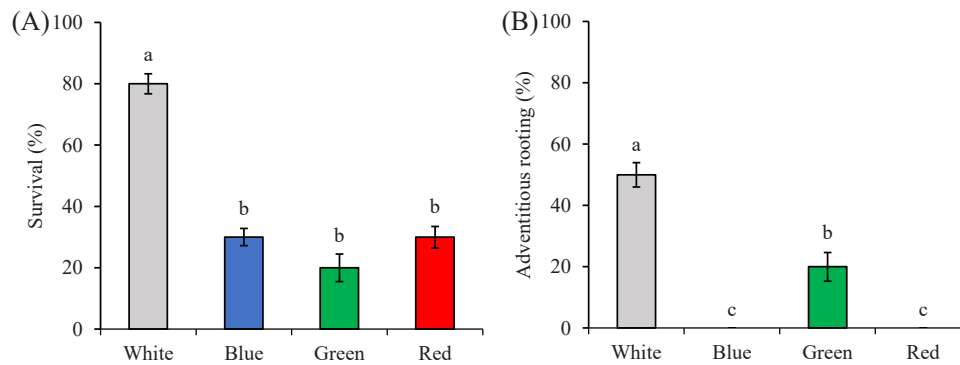 (A)
Survival (%)
100
80
60
40
20
0
a
b
b
b
White Blue Green Red
(B)
Adventitious rooting (%)
100
80
60
40
20
0
a
c
b
c
White Blue Green Red